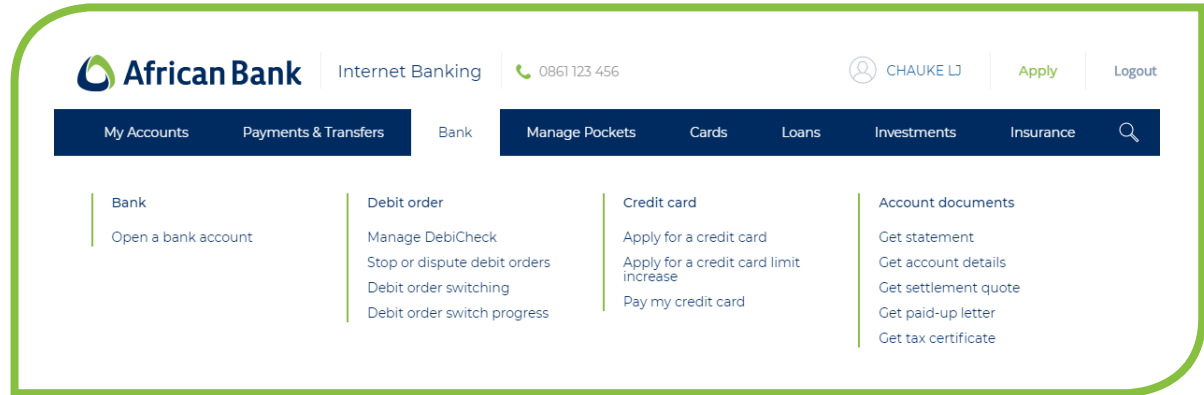 African Bank Internet Banking 0861 123 456 CHAUKE LJ Apply Logout
My Accounts Payments & Transfers Bank Manage Pockets Cards Loans Investments Insurance
Bank
Open a bank account
Debit order
Manage DebiCheck
Stop or dispute debit orders
Debit order switching
Debit order switch progress
Credit card
Apply for a credit card
Apply for a credit card limit
increase
Pay my credit card
Account documents
Get statement
Get account details
Get settlement quote
Get paid-up letter
Get tax certificate